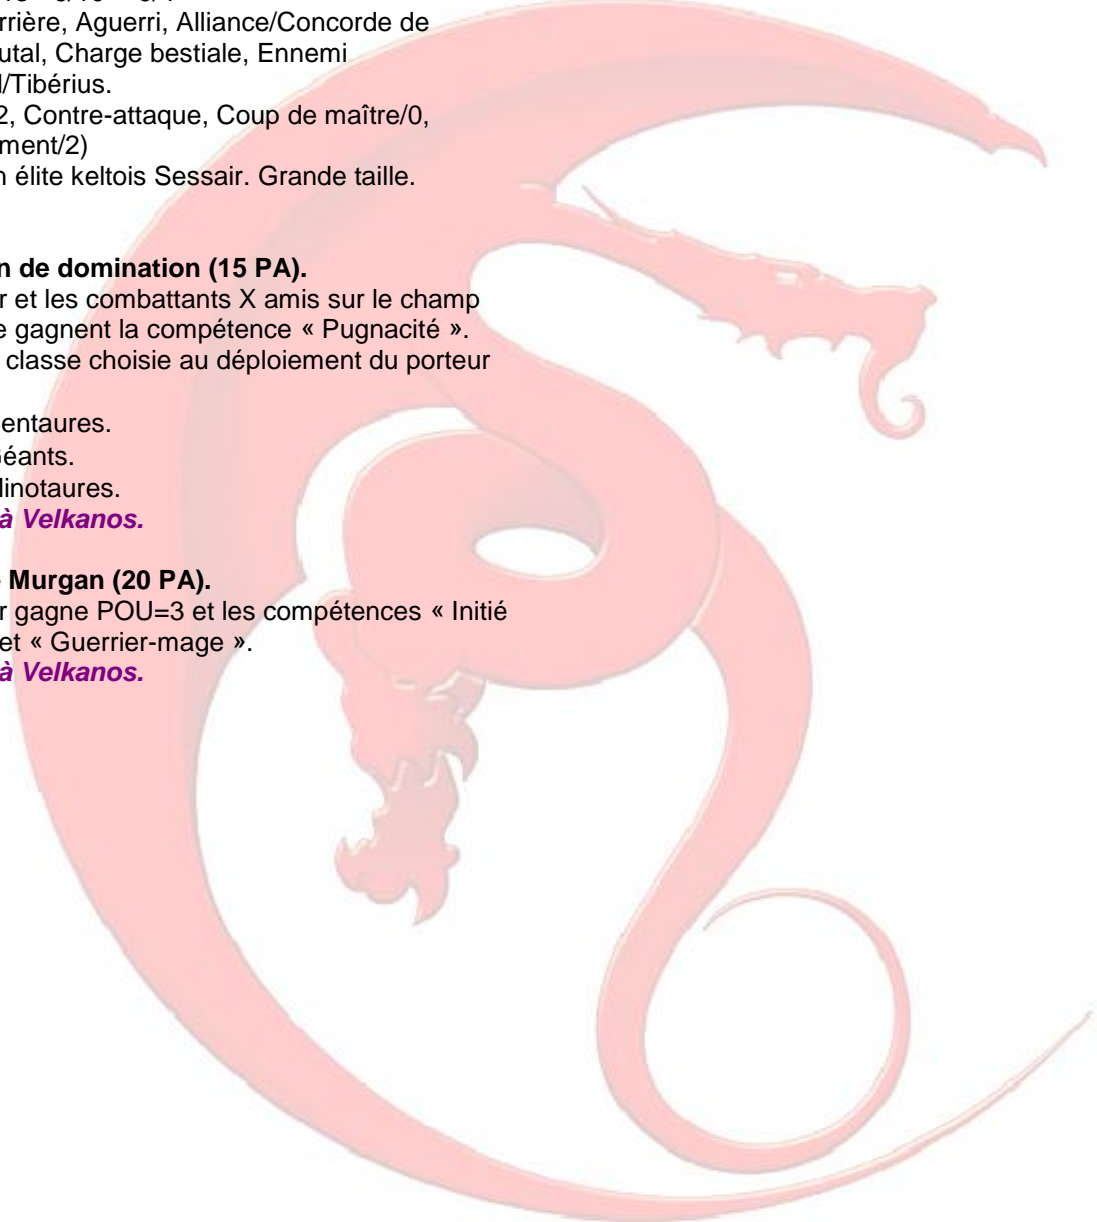 rrière, Aguerri, Alliance/Concorde de
utal, Charge bestiale, Ennemi
l/Tibérius.
2, Contre-attaque, Coup de maître/0,
ment/2)
n élite keltois Sessair. Grande taille.
n de domination (15 PA).
r et les combattants X amis sur le champ
e gagnent la compétence « Pugnacité ».
classe choisie au déploiement du porteur
entaures.
Géants.
linotaures.
à Velkanos.
e Murgan (20 PA).
r gagne POU=3 et les compétences « Initié
et « Guerrier-mage ».
à Velkanos.